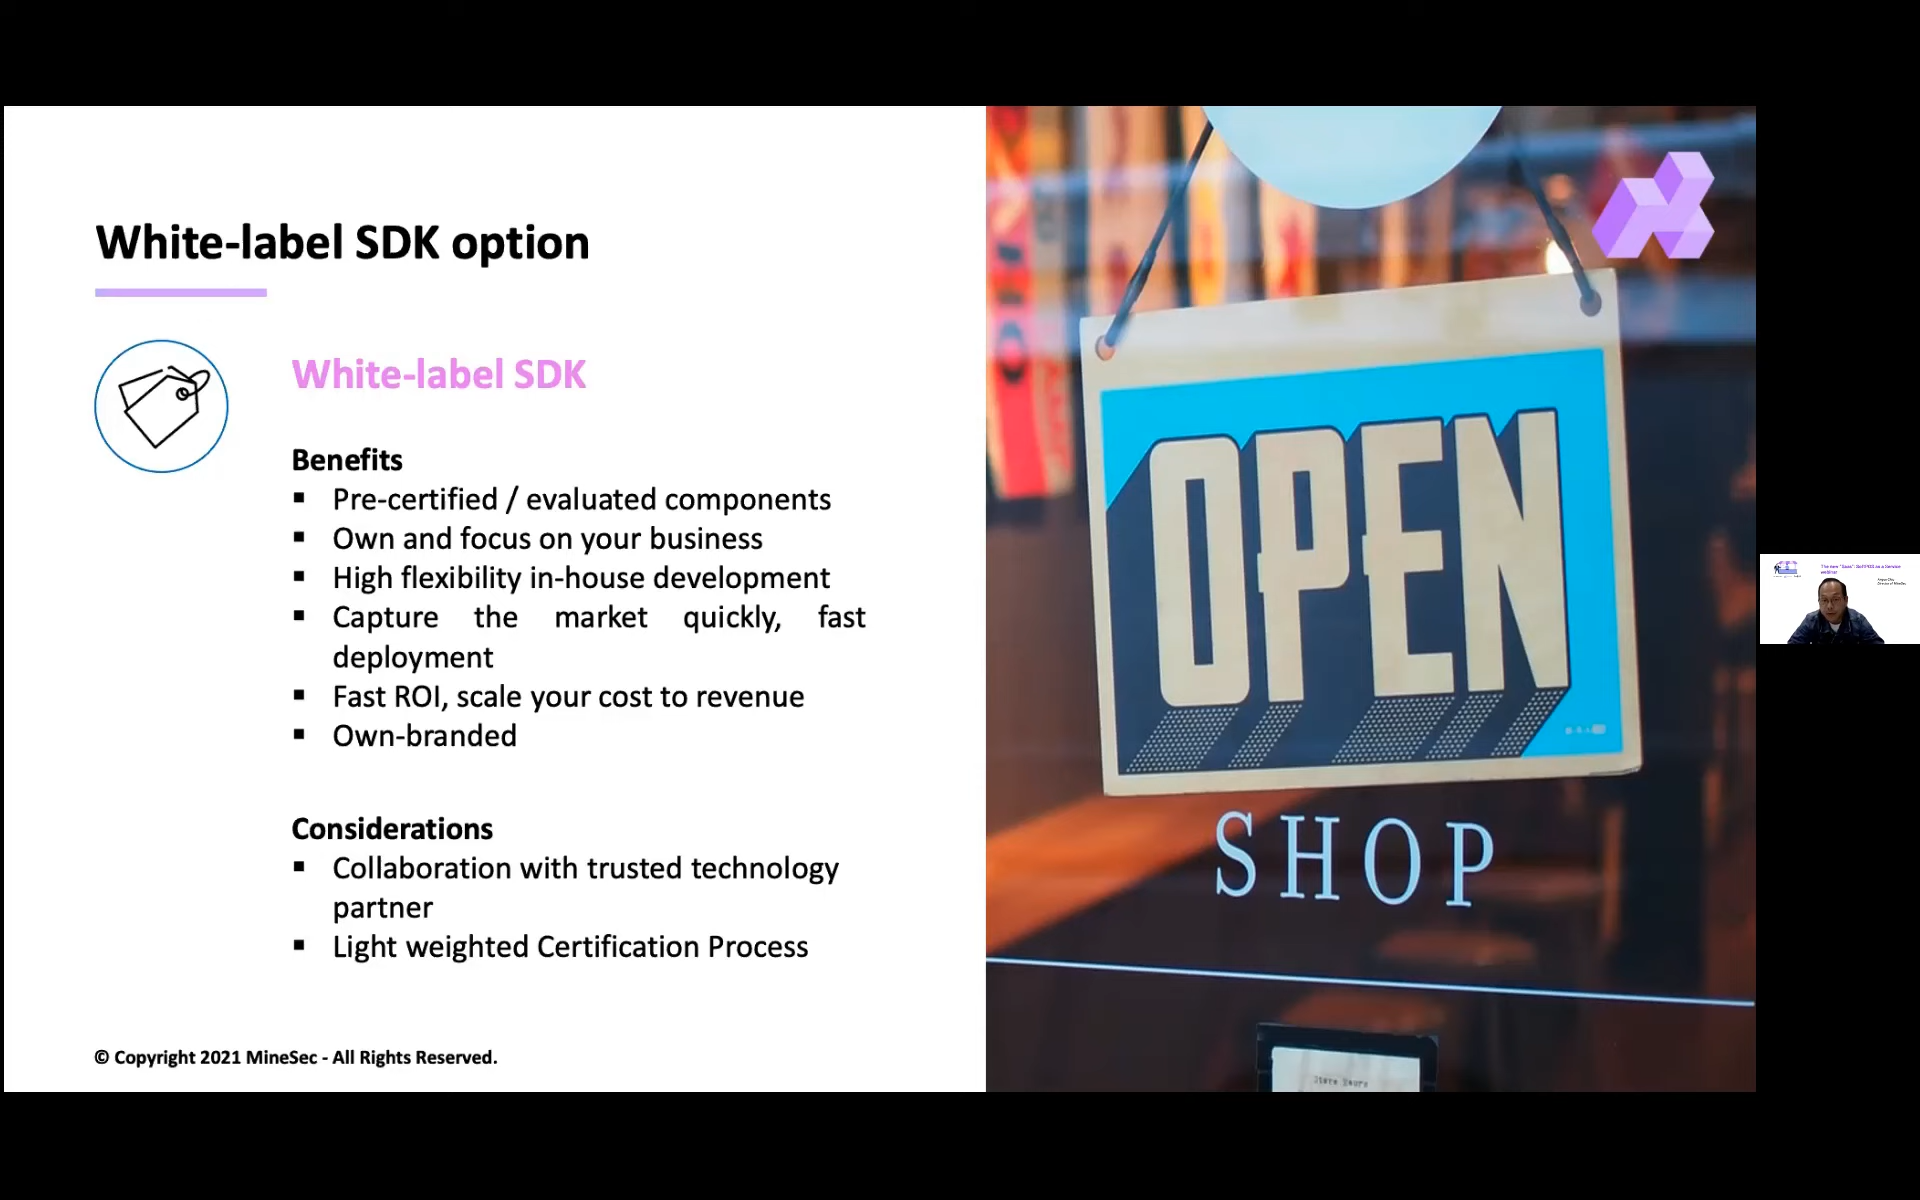 White-label SDK option
White-label SDK
Benefits
▪ Pre-certified / evaluated components
▪ Own and focus on your business
▪ High flexibility in-house development
▪ Capture the market quickly, fast
deployment
▪ Fast ROI, scale your cost to revenue
▪ Own-branded
Considerations
▪ Collaboration with trusted technology
partner
▪ Light weighted Certification Process
© Copyright 2021 MineSec - All Rights Reserved.
OPEN
SHOP